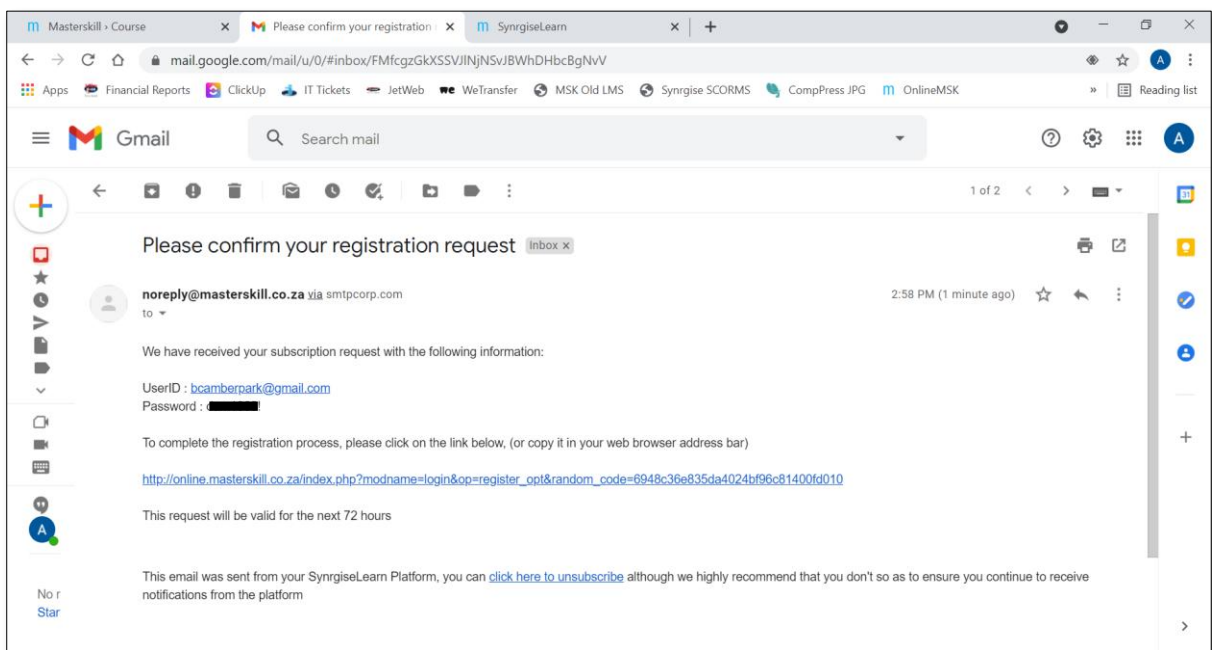 Masterskill › Course
Please confirm your registration
SynrgiseLearn
mail.google.com/mail/u/0/#inbox/FMfcgzGkXSSVJlNjNSvJBWhDHbcBgNvV
Apps Financial Reports ClickUp IT Tickets JetWeb WeTransfer MSK Old LMS Synrgise SCORMS CompPress JPG OnlineMSK » Reading list
Gmail Search mail A
1 of 2
31
Please confirm your registration request Inbox x
noreply@masterskill.co.za via smtpcorp.com 2:58 PM (1 minute ago)
to
We have received your subscription request with the following information:
UserID : bcamberpark@gmail.com
Password : !
To complete the registration process, please click on the link below, (or copy it in your web browser address bar)
http://online.masterskill.co.za/index.php?modname=login&op=register_opt&random_code=6948c36e835da4024bf96c81400fd010
This request will be valid for the next 72 hours
A
This email was sent from your SynrgiseLearn Platform, you can click here to unsubscribe although we highly recommend that you don't so as to ensure you continue to receive
notifications from the platform
No r
Star